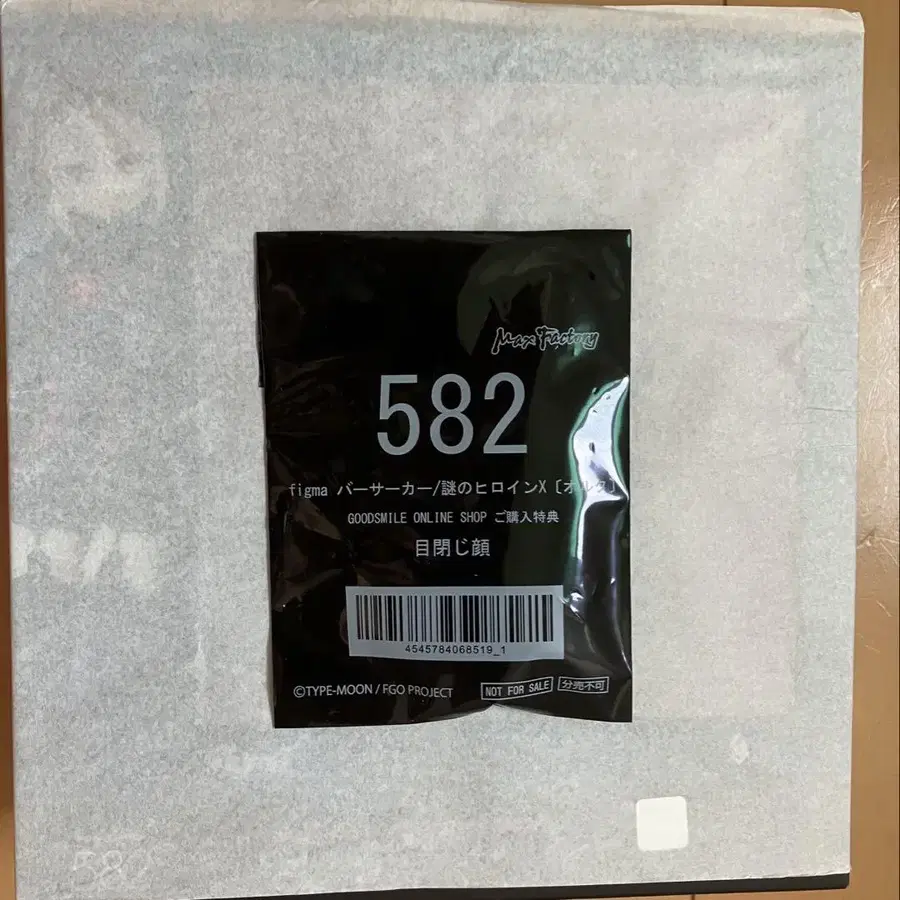 Max Factory
582
figma バーサーカー/謎のヒロインX〔オルタ〕
GOODSMILE ONLINE SHOP ご購入特典
目閉じ顔
4545784068519_1
©TYPE-MOON / FGO PROJECT
NOT FOR SALE 分売不可
582